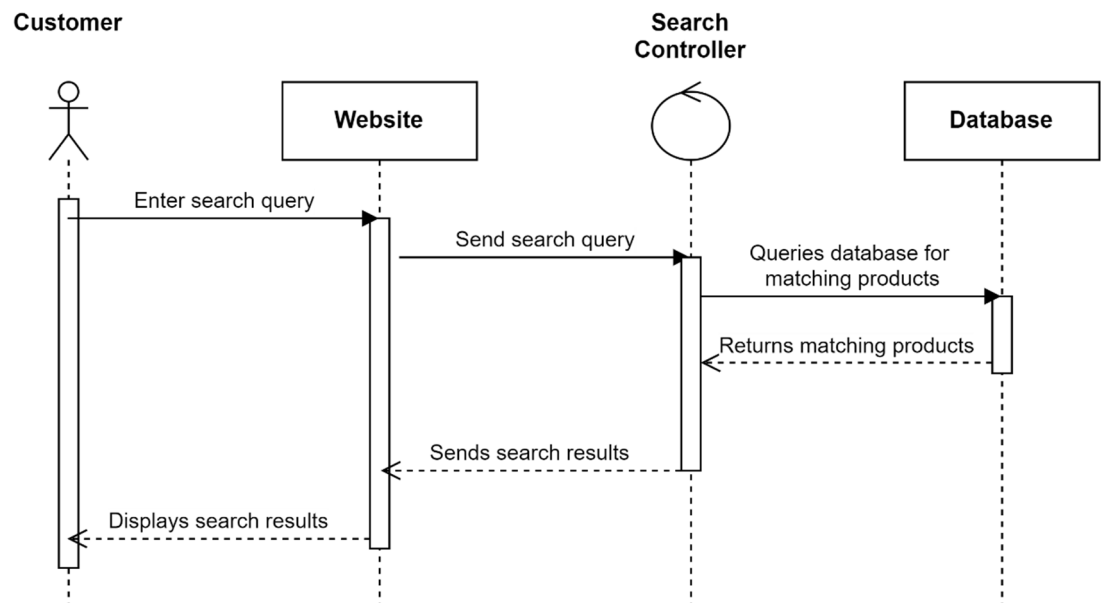 Customer
Search
Controller
Website
Database
Enter search query
Send search query
Queries database for
matching products
Returns matching products
Sends search results
Displays search results